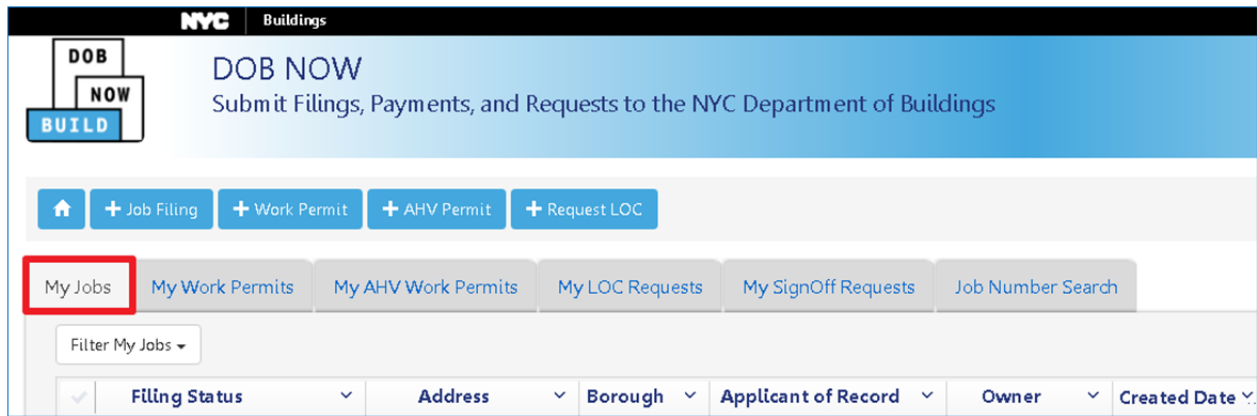 NYC Buildings
DOB
NOW
BUILD
DOB NOW
Submit Filings, Payments, and Requests to the NYC Department of Buildings
+ Job Filing + Work Permit + AHV Permit + Request LOC
My Jobs My Work Permits My AHV Work Permits My LOC Requests My SignOff Requests Job Number Search
Filter My Jobs
Filing Status Address Borough Applicant of Record Owner Created Date